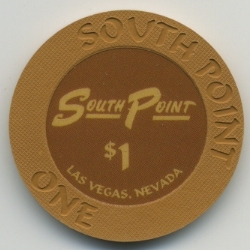 SOUTH POINT
SOUTH POINT
$1
LAS VEGAS, NEVADA
ONE